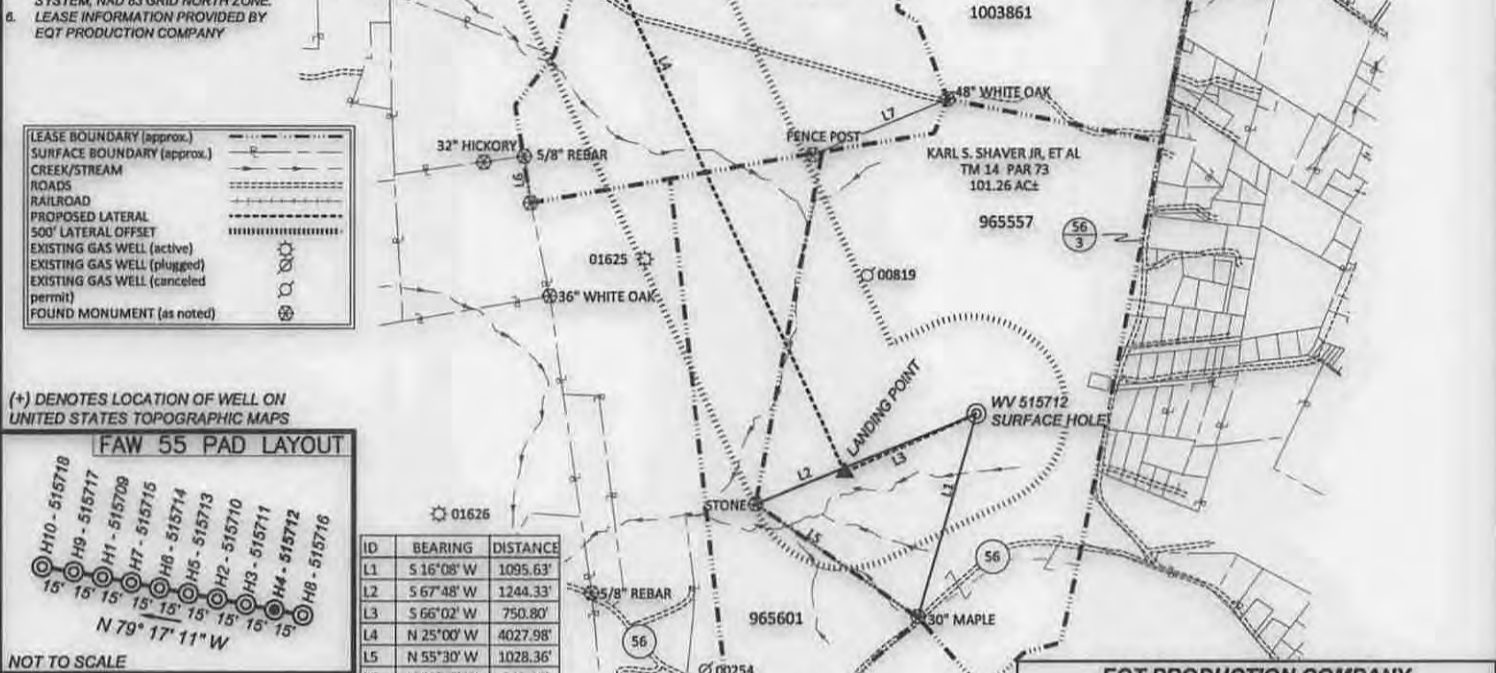 SYSTEM, NAD 83 GRID NORTH ZONE.
6. LEASE INFORMATION PROVIDED BY
EQT PRODUCTION COMPANY
LEASE BOUNDARY (approx.)
SURFACE BOUNDARY (approx.)
CREEK/STREAM
ROADS
RAILROAD
PROPOSED LATERAL
500' LATERAL OFFSET
EXISTING GAS WELL (active)
EXISTING GAS WELL (plugged)
EXISTING GAS WELL (canceled
permit)
FOUND MONUMENT (as noted)
(+) DENOTES LOCATION OF WELL ON
UNITED STATES TOPOGRAPHIC MAPS
FAW 55 PAD LAYOUT
H10 - 515718
H9 - 515717
H1 - 515709
H7 - 515715
H6 - 515714
H5 - 515713
H2 - 515710
H3 - 515711
H4 - 515712
H8 - 515716
15' 15' 15' 15' 15' 15' 15' 15' 15'
N 79° 17' 11" W
NOT TO SCALE
1003861
L4
48" WHITE OAK
L7
FENCE POST
32" HICKORY
5/8" REBAR
L6
KARL S. SHAVER JR, ET AL
TM 14 PAR 73
101.26 AC±
965557
56
3
01625
00819
36" WHITE OAK
LANDING POINT
WV 515712
SURFACE HOLE
L2
L3
L1
STONE
L5
01626
56
ID BEARING DISTANCE
L1 S 16°08' W 1095.63'
L2 S 67°48' W 1244.33'
L3 S 66°02' W 750.80'
L4 N 25°00' W 4027.98'
L5 N 55°30' W 1028.36'
5/8" REBAR
965601
30" MAPLE
56
00254
EQT PRODUCTION COMPANY